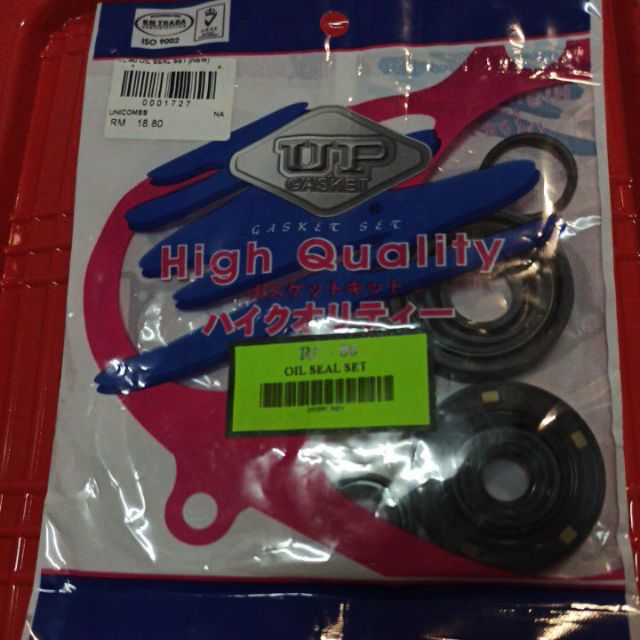 ISO 9002
OIL SEAL SET (NEW)
0001727
UNICOMSS NA
RM 16.80
UP
GASKET
®
GASKET SET
High Quality
ガスケットキット
ハイクオリティー
OIL SEAL SET